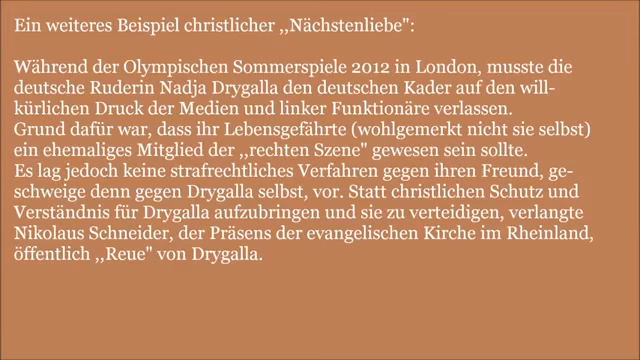 Ein weiteres Beispiel christlicher ,,Nächstenliebe":
Während der Olympischen Sommerspiele 2012 in London, musste die
deutsche Ruderin Nadja Drygalla den deutschen Kader auf den will-
kürlichen Druck der Medien und linker Funktionäre verlassen.
Grund dafür war, dass ihr Lebensgefährte (wohlgemerkt nicht sie selbst)
ein ehemaliges Mitglied der ,,rechten Szene" gewesen sein sollte.
Es lag jedoch keine strafrechtliches Verfahren gegen ihren Freund, ge-
schweige denn gegen Drygalla selbst, vor. Statt christlichen Schutz und
Verständnis für Drygalla aufzubringen und sie zu verteidigen, verlangte
Nikolaus Schneider, der Präsens der evangelischen Kirche im Rheinland,
öffentlich ,,Reue" von Drygalla.